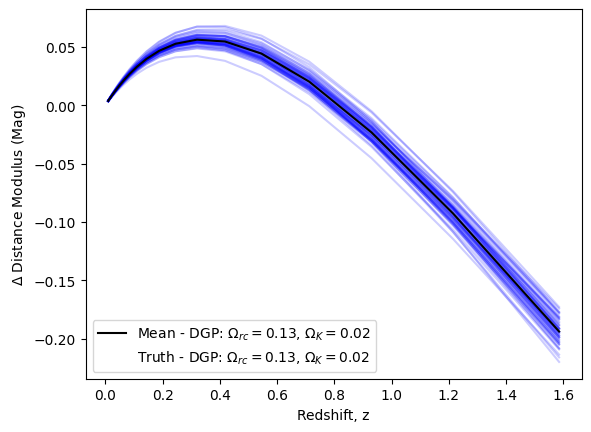 0.05
0.00
−0.05
−0.10
−0.15
−0.20
Δ Distance Modulus (Mag)
Mean - DGP: Ω_rc = 0.13, Ω_K = 0.02
Truth - DGP: Ω_rc = 0.13, Ω_K = 0.02
0.0 0.2 0.4 0.6 0.8 1.0 1.2 1.4 1.6
Redshift, z